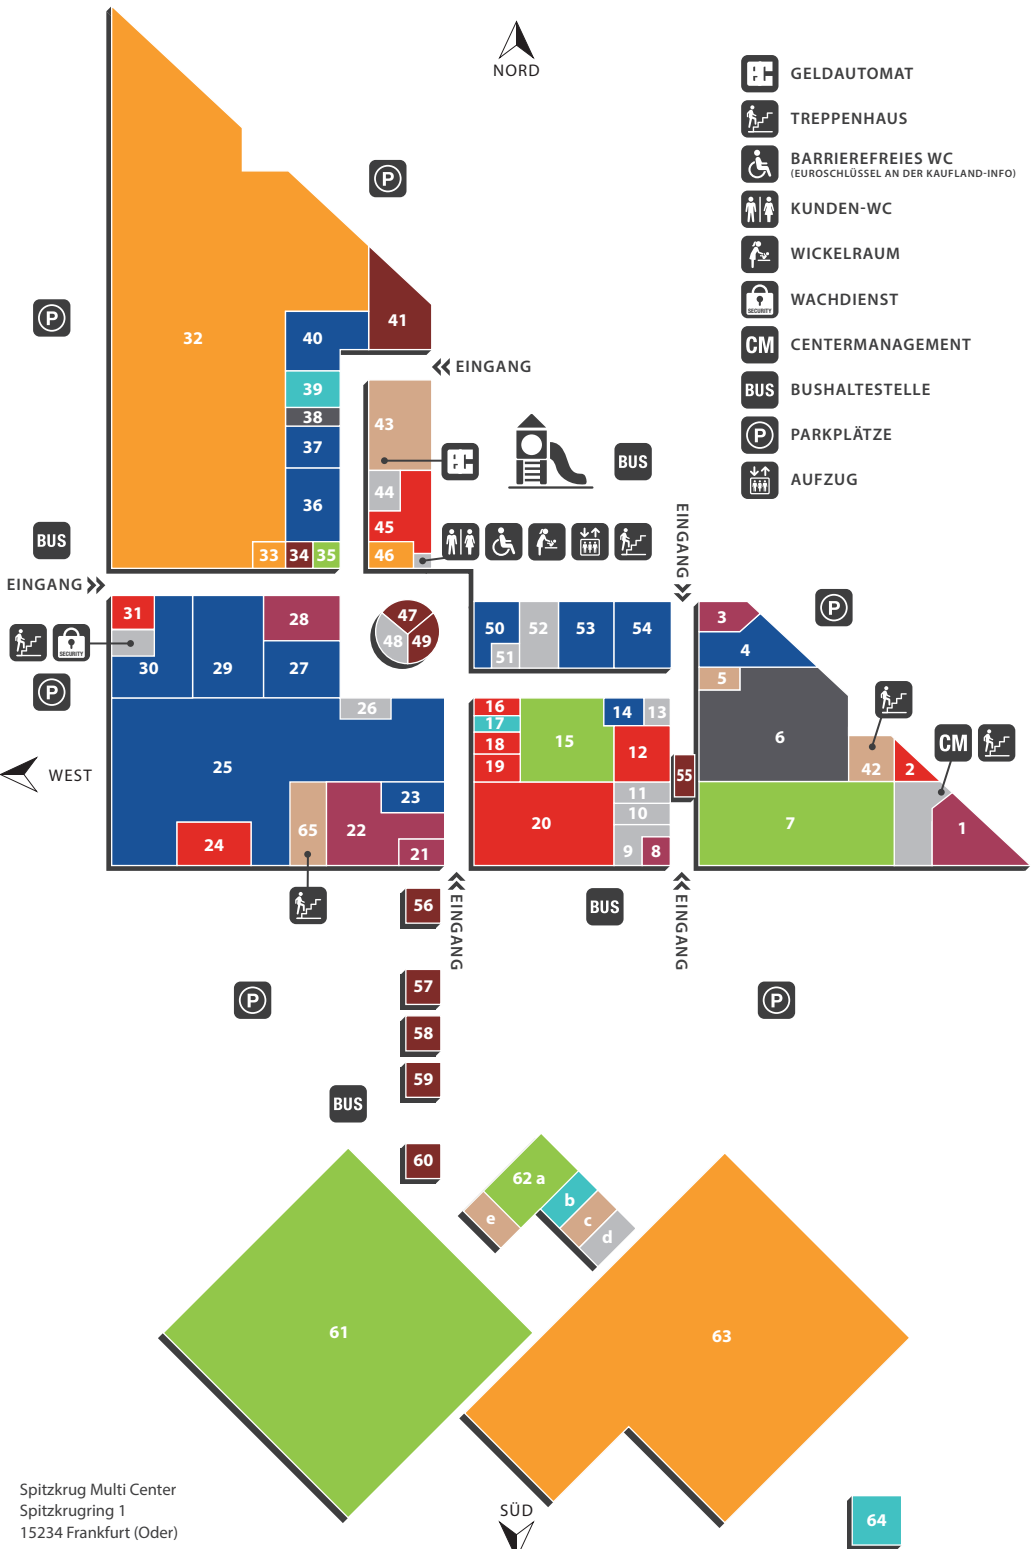 NORD
GELDAUTOMAT
TREPPENHAUS
BARRIEREFREIES WC
(EUROSCHLÜSSEL AN DER KAUFLAND-INFO)
KUNDEN-WC
WICKELRAUM
SECURITY
WACHDIENST
CM
CENTERMANAGEMENT
BUS
BUSHALTESTELLE
P
PARKPLÄTZE
AUFZUG
P
P
32
41
40
EINGANG
39
38
43
37
BUS
44
36
45
BUS
33
34
35
46
EINGANG
EINGANG
31
28
47
48
49
50
52
53
54
51
3
P
4
SECURITY
30
29
27
5
P
26
16
17
18
19
15
14
13
12
6
CM
WEST
25
55
42
2
23
11
10
65
22
20
7
1
24
21
9
8
56
EINGANG
BUS
EINGANG
P
57
P
58
59
BUS
60
62 a
b
c
d
e
61
63
Spitzkrug Multi Center
Spitzkrugring 1
15234 Frankfurt (Oder)
SÜD
64